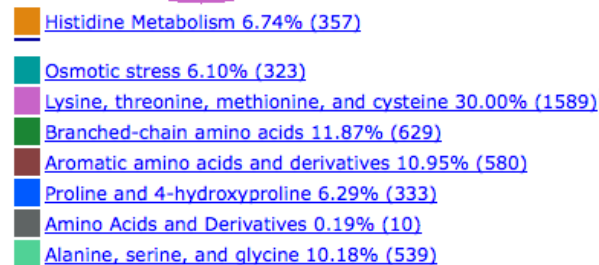 Histidine Metabolism 6.74% (357)
Osmotic stress 6.10% (323)
Lysine, threonine, methionine, and cysteine 30.00% (1589)
Branched-chain amino acids 11.87% (629)
Aromatic amino acids and derivatives 10.95% (580)
Proline and 4-hydroxyproline 6.29% (333)
Amino Acids and Derivatives 0.19% (10)
Alanine, serine, and glycine 10.18% (539)